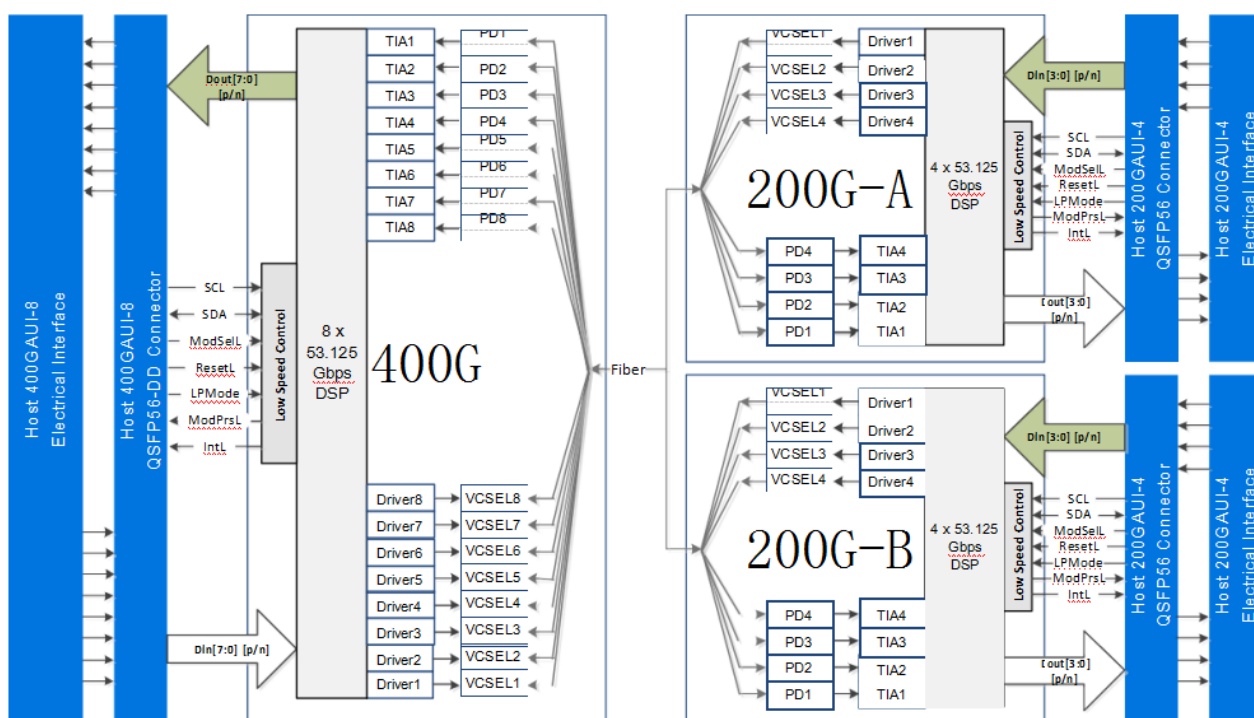 Host 400GAUI-8
Electrical Interface
Host 400GAUI-8
QSFP56-DD Connector
Dout[7:0]
[p/n]
SCL
SDA
ModSelL
ResetL
LPMode
ModPrsL
IntL
Low Speed Control
Din[7:0] [p/n]
8 x
53.125
Gbps
DSP
400G
TIA1
TIA2
TIA3
TIA4
TIA5
TIA6
TIA7
TIA8
PD1
PD2
PD3
PD4
PD5
PD6
PD7
PD8
Driver8
Driver7
Driver6
Driver5
Driver4
Driver3
Driver2
Driver1
VCSEL8
VCSEL7
VCSEL6
VCSEL5
VCSEL4
VCSEL3
VCSEL2
VCSEL1
Fiber
VCSEL1
VCSEL2
VCSEL3
VCSEL4
Driver1
Driver2
Driver3
Driver4
200G-A
PD4
PD3
PD2
PD1
TIA4
TIA3
TIA2
TIA1
4 x 53.125
Gbps
DSP
Din[3:0] [p/n]
Low Speed Control
SCL
SDA
ModSelL
ResetL
LPMode
ModPrsL
IntL
out[3:0]
[p/n]
Host 200GAUI-4
QSFP56 Connector
Host 200GAUI-4
Electrical Interface
VCSEL1
VCSEL2
VCSEL3
VCSEL4
Driver1
Driver2
Driver3
Driver4
200G-B
PD4
PD3
PD2
PD1
TIA4
TIA3
TIA2
TIA1
4 x 53.125
Gbps
DSP
Din[3:0] [p/n]
Low Speed Control
SCL
SDA
ModSelL
ResetL
LPMode
ModPrsL
IntL
out[3:0]
[p/n]
Host 200GAUI-4
QSFP56 Connector
Host 200GAUI-4
Electrical Interface